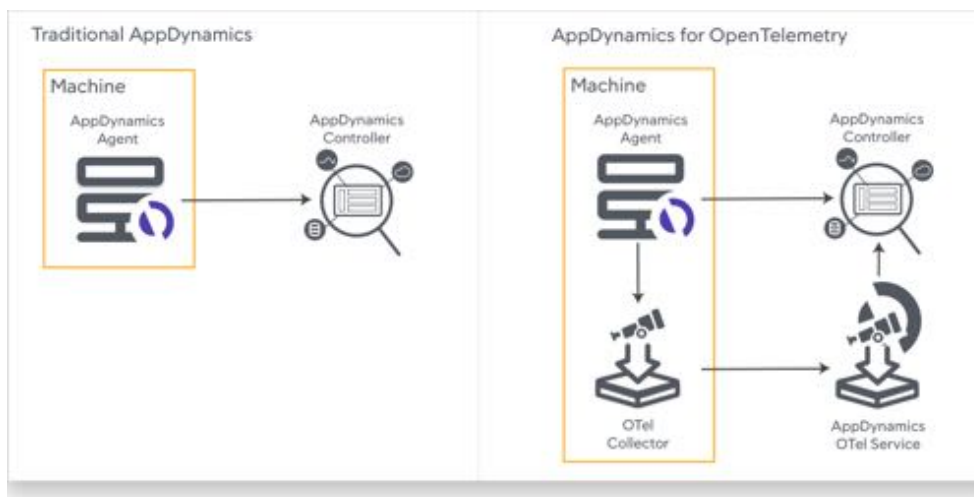 Traditional AppDynamics
Machine
AppDynamics
Agent
AppDynamics
Controller
AppDynamics for OpenTelemetry
Machine
AppDynamics
Agent
AppDynamics
Controller
OTel
Collector
AppDynamics
OTel Service